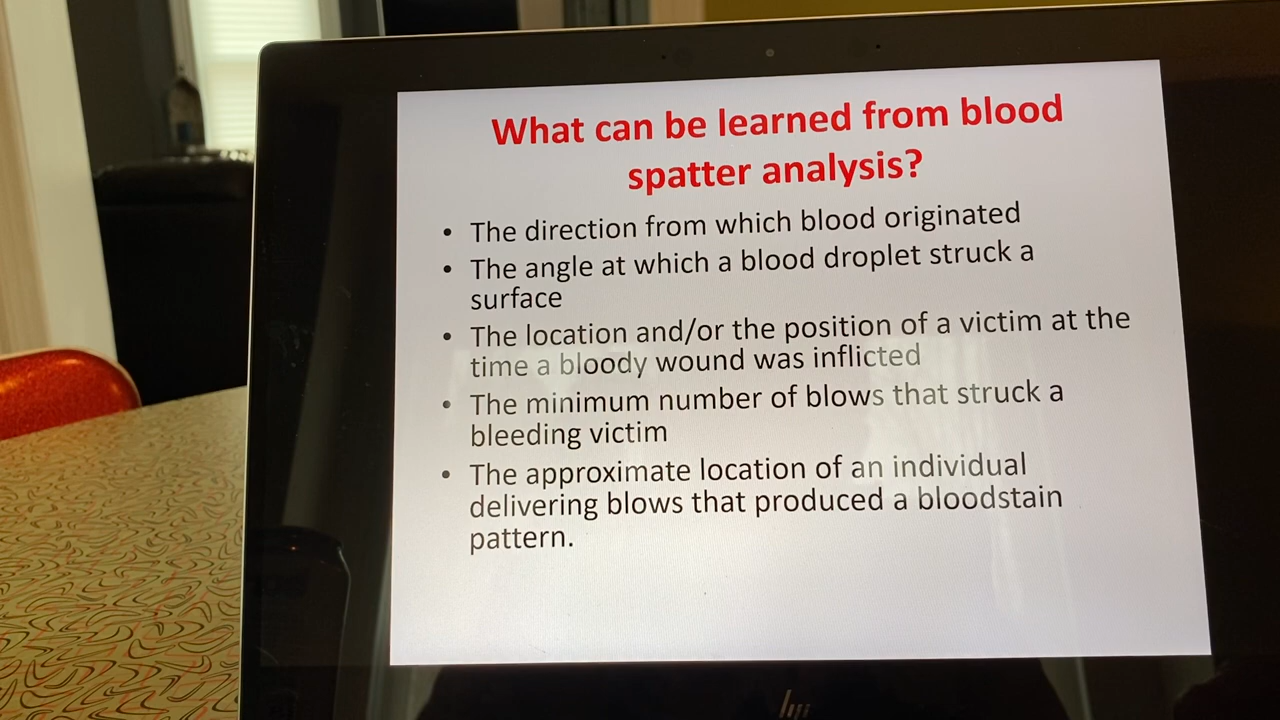 What can be learned from blood
spatter analysis?
• The direction from which blood originated
• The angle at which a blood droplet struck a
surface
• The location and/or the position of a victim at the
time a bloody wound was inflicted
• The minimum number of blows that struck a
bleeding victim
• The approximate location of an individual
delivering blows that produced a bloodstain
pattern.
hp